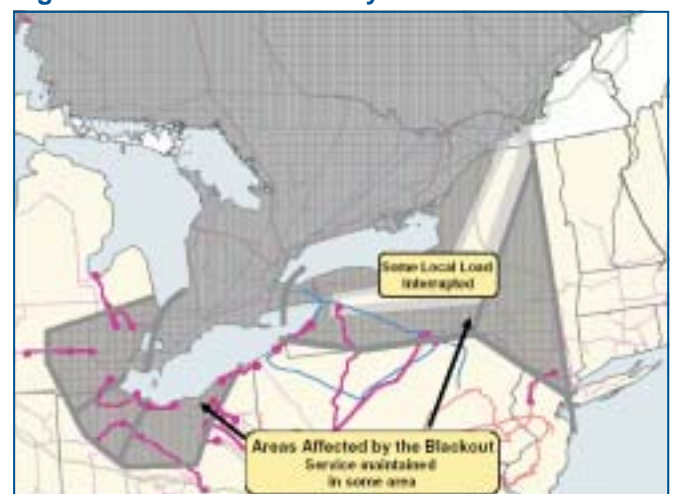 Some Local Load
Interrupted
Areas Affected by the Blackout
Service maintained
in some area